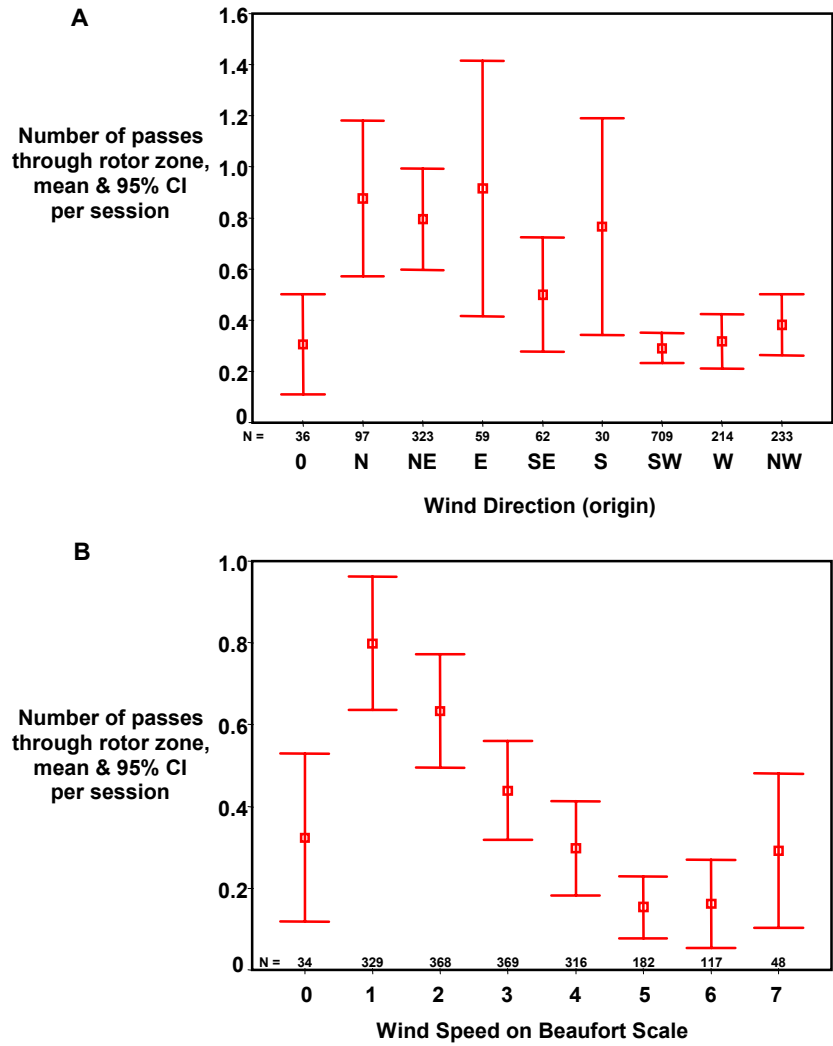 A
Number of passes
through rotor zone,
mean & 95% CI
per session
1.6
1.4
1.2
1.0
0.8
0.6
0.4
0.2
0
N = 36 97 323 59 62 30 709 214 233
0 N NE E SE S SW W NW
Wind Direction (origin)
B
Number of passes
through rotor zone,
mean & 95% CI
per session
1.0
0.8
0.6
0.4
0.2
0
N = 34 329 368 369 316 182 117 48
0 1 2 3 4 5 6 7
Wind Speed on Beaufort Scale